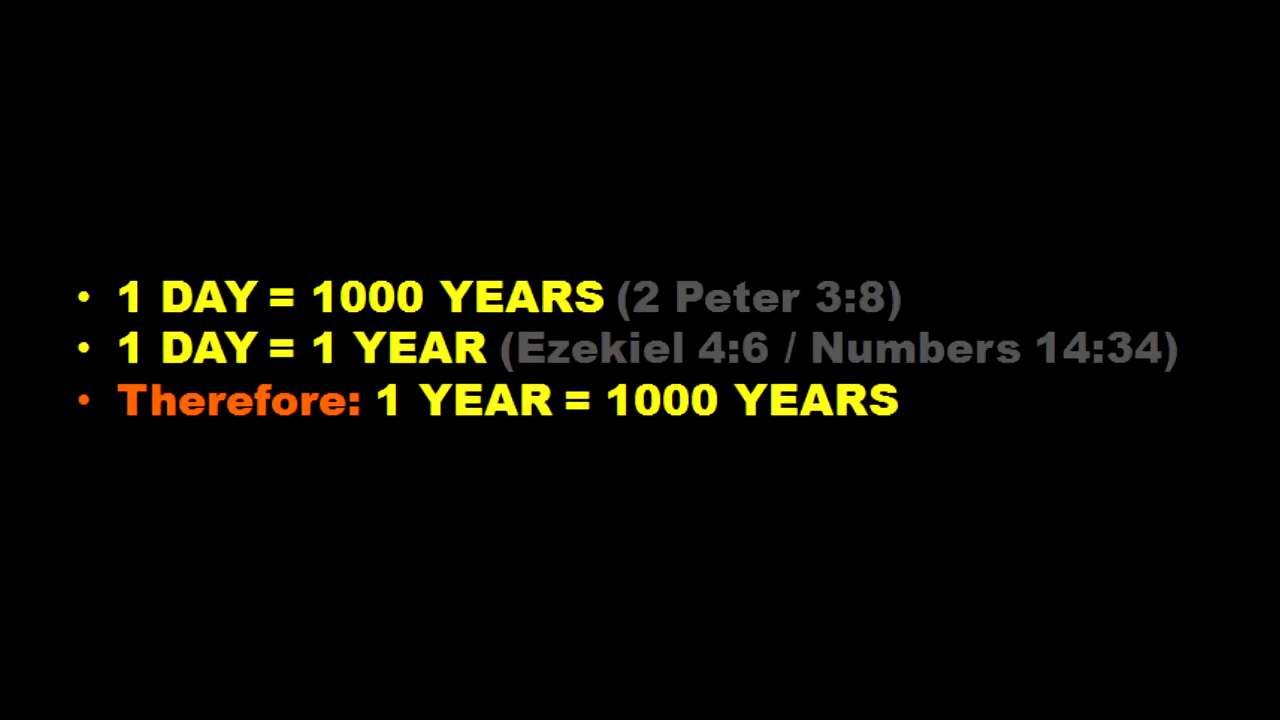 • 1 DAY = 1000 YEARS (2 Peter 3:8)
• 1 DAY = 1 YEAR (Ezekiel 4:6 / Numbers 14:34)
• Therefore: 1 YEAR = 1000 YEARS